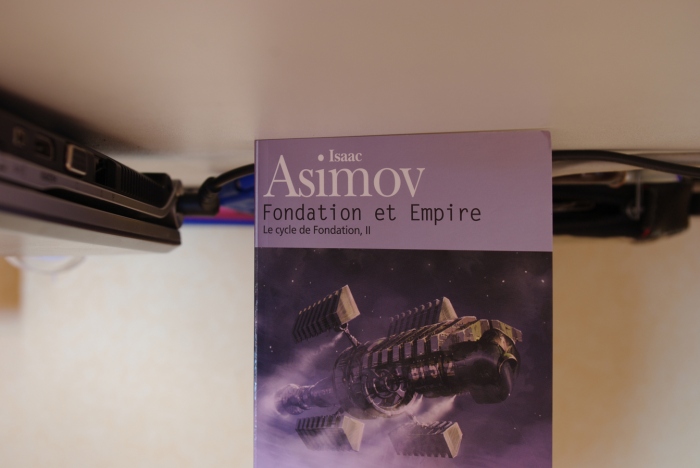 Isaac
Asimov
Fondation et Empire
Le cycle de Fondation, II